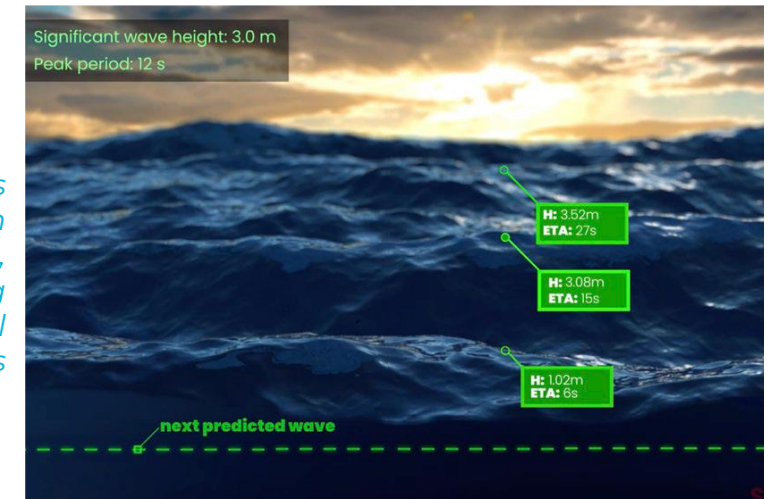 Significant wave height: 3.0 m
Peak period: 12 s
H: 3.52m
ETA: 27s
H: 3.08m
ETA: 15s
H: 1.02m
ETA: 6s
next predicted wave